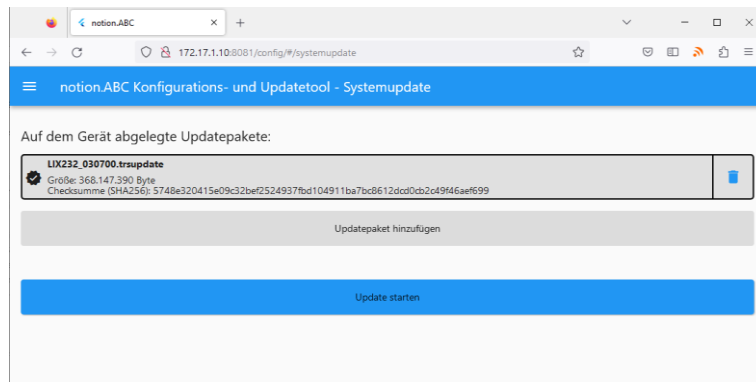 notion.ABC
172.17.1.10:8081/config/#/systemupdate
notion.ABC Konfigurations- und Updatetool - Systemupdate
Auf dem Gerät abgelegte Updatepakete:
LIX232_030700.trsupdate
Größe: 368.147.390 Byte
Checksumme (SHA256): 5748e320415e09c32bef2524937fbd104911ba7bc8612dcd0cb2c49f46aef699
Updatepaket hinzufügen
Update starten